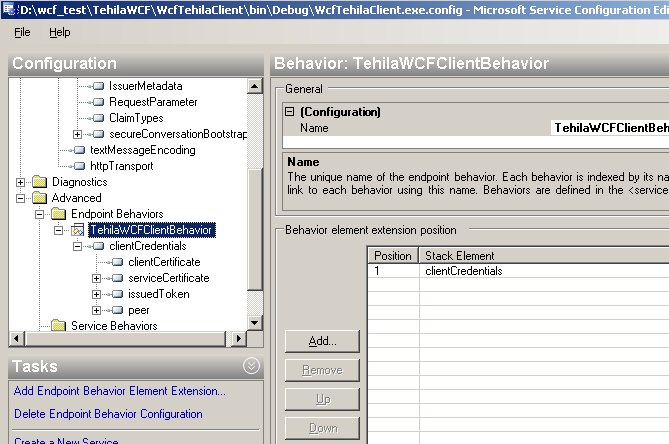 D:\wcf_test\TehilaWCF\WcfTehilaClient\bin\Debug\WcfTehilaClient.exe.config - Microsoft Service Configuration Edi
File Help
Configuration
IssuerMetadata
RequestParameter
ClaimTypes
secureConversationBootstrap
textMessageEncoding
httpTransport
Diagnostics
Advanced
Endpoint Behaviors
TehilaWCFClientBehavior
clientCredentials
clientCertificate
serviceCertificate
issuedToken
peer
Service Behaviors
Tasks
Add Endpoint Behavior Element Extension...
Delete Endpoint Behavior Configuration
Create a New Service
Behavior: TehilaWCFClientBehavior
General
(Configuration)
Name TehilaWCFClientBeh
Name
The unique name of the endpoint behavior. Each behavior is indexed by its na
link to each behavior using this name. Behaviors are defined in the <service
Behavior element extension position
Position Stack Element
1 clientCredentials
Add...
Remove
Up
Down